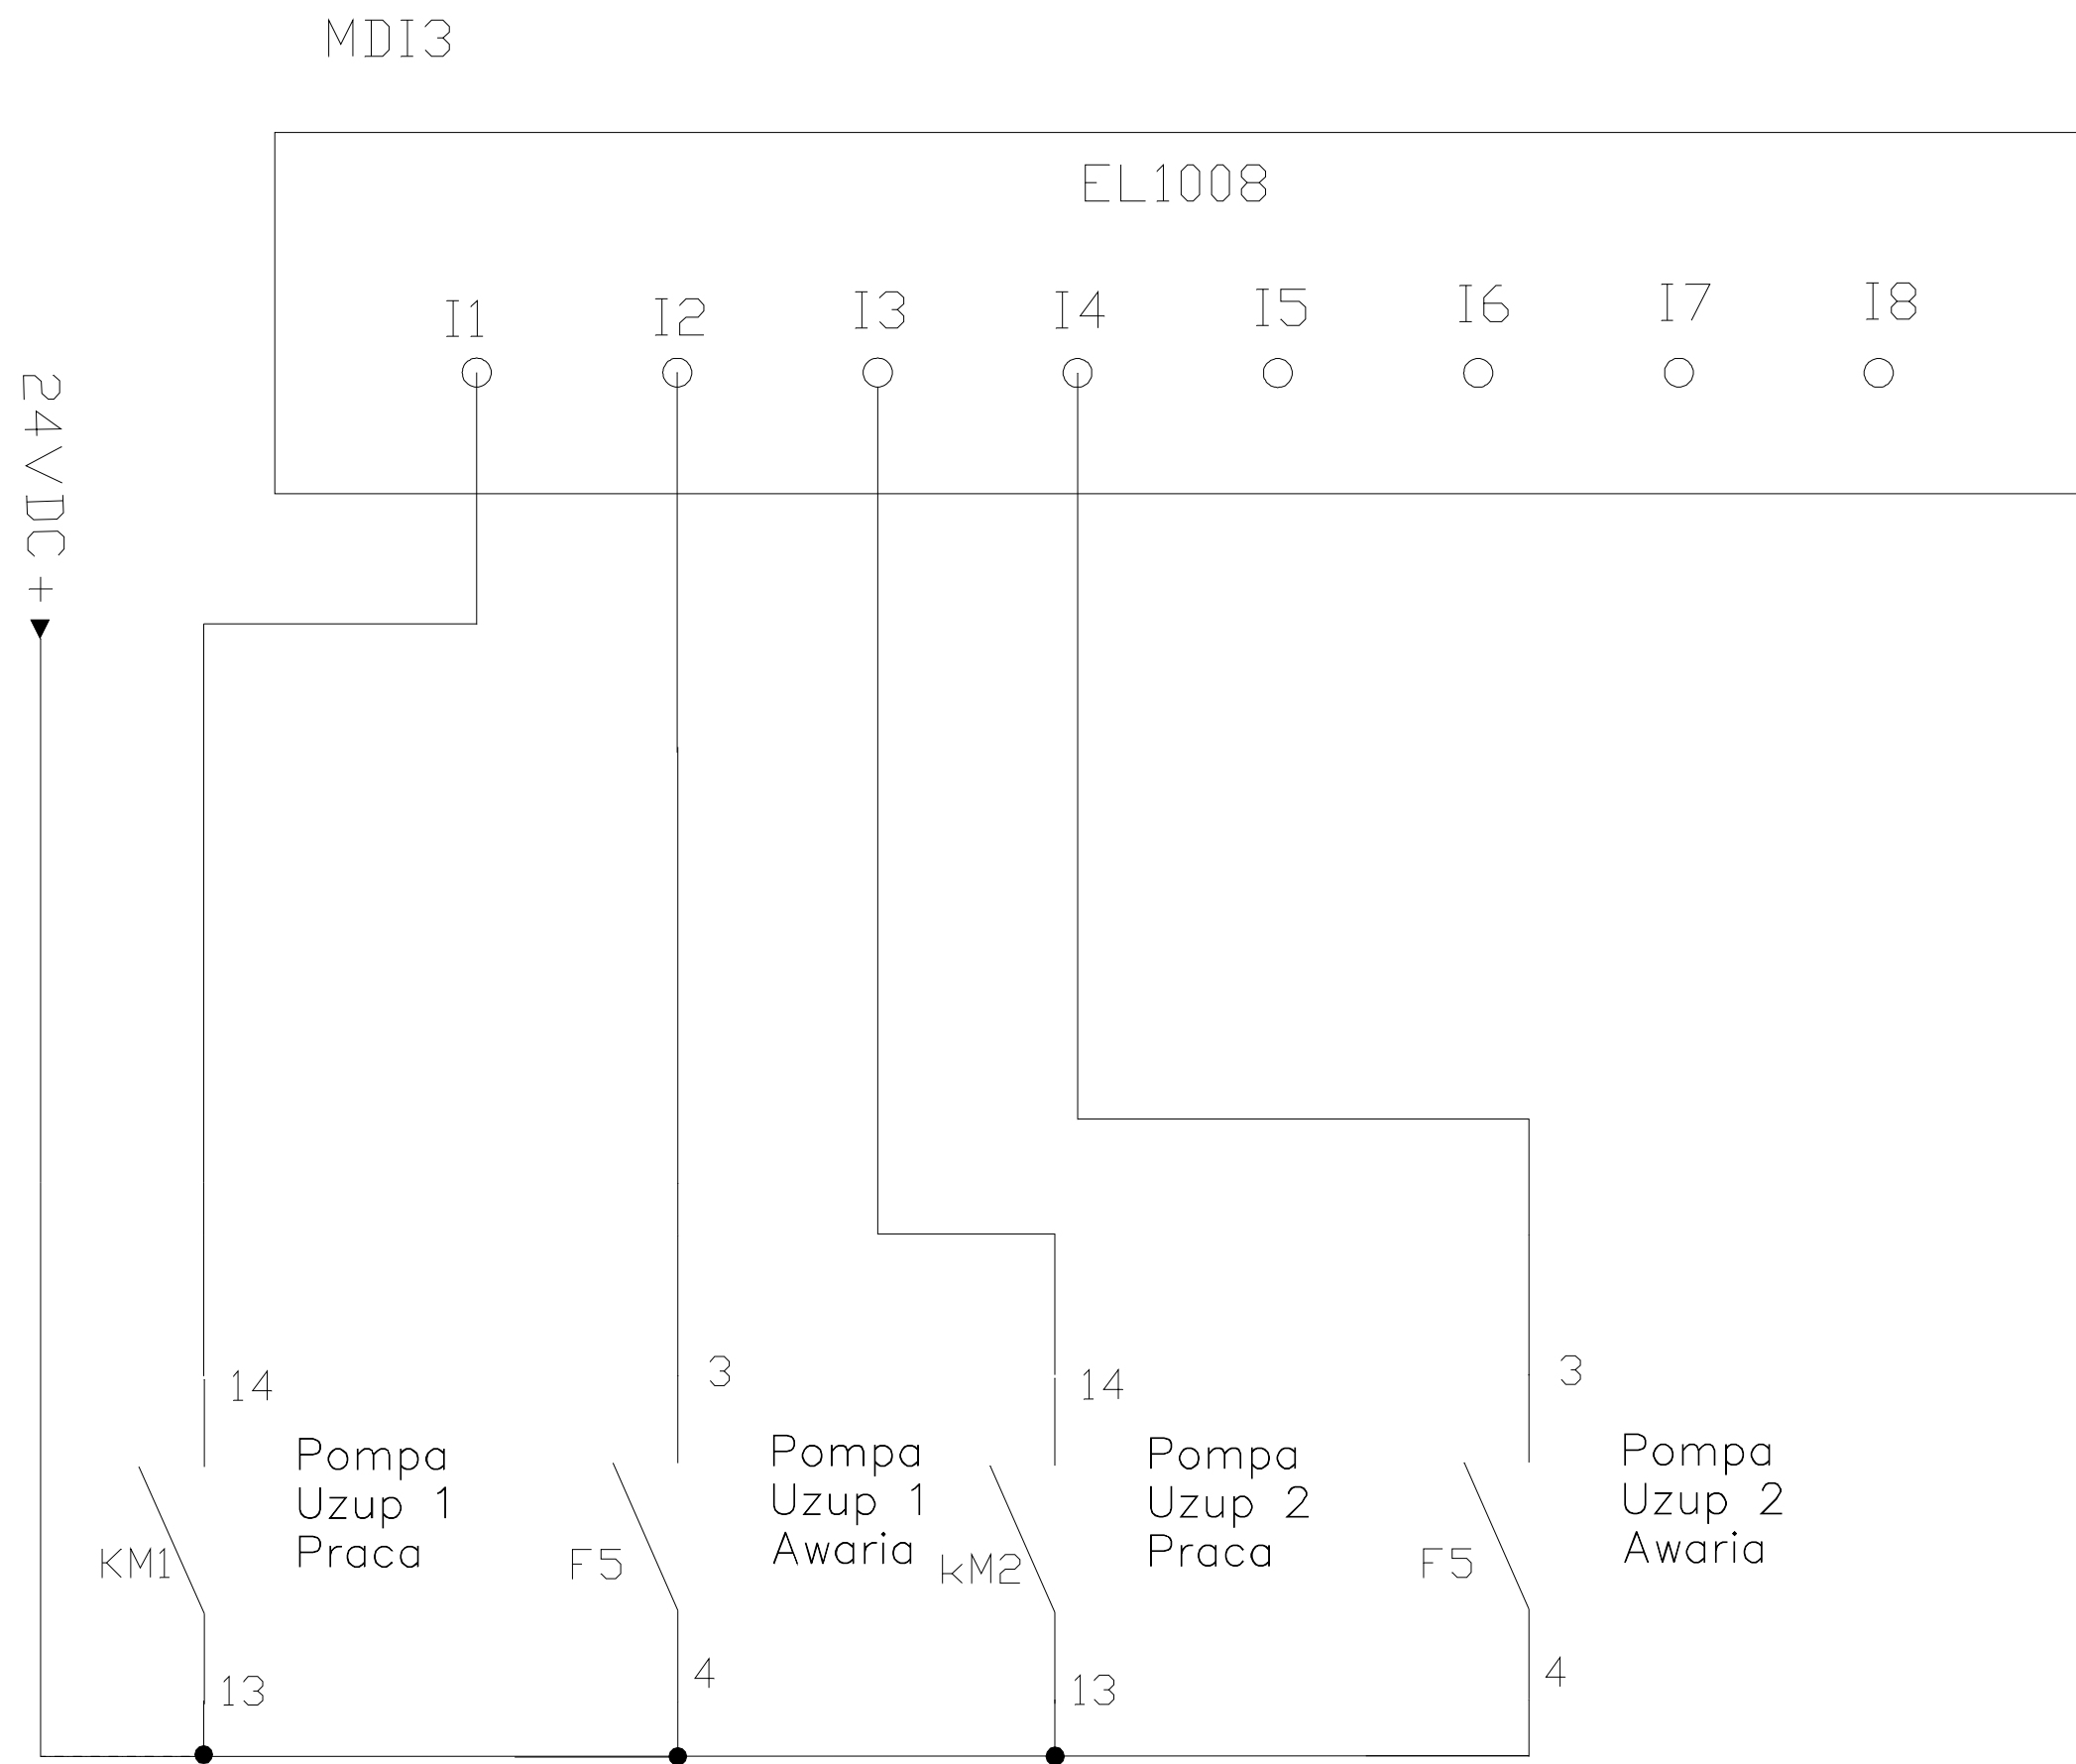 MDI3
EL1008
I1
I2
I3
I4
I5
I6
I7
I8
24VDC+
14
3
14
3
Pompa
Uzup 1
Praca
Pompa
Uzup 1
Awaria
Pompa
Uzup 2
Praca
Pompa
Uzup 2
Awaria
KM1
F5
kM2
F5
13
4
13
4